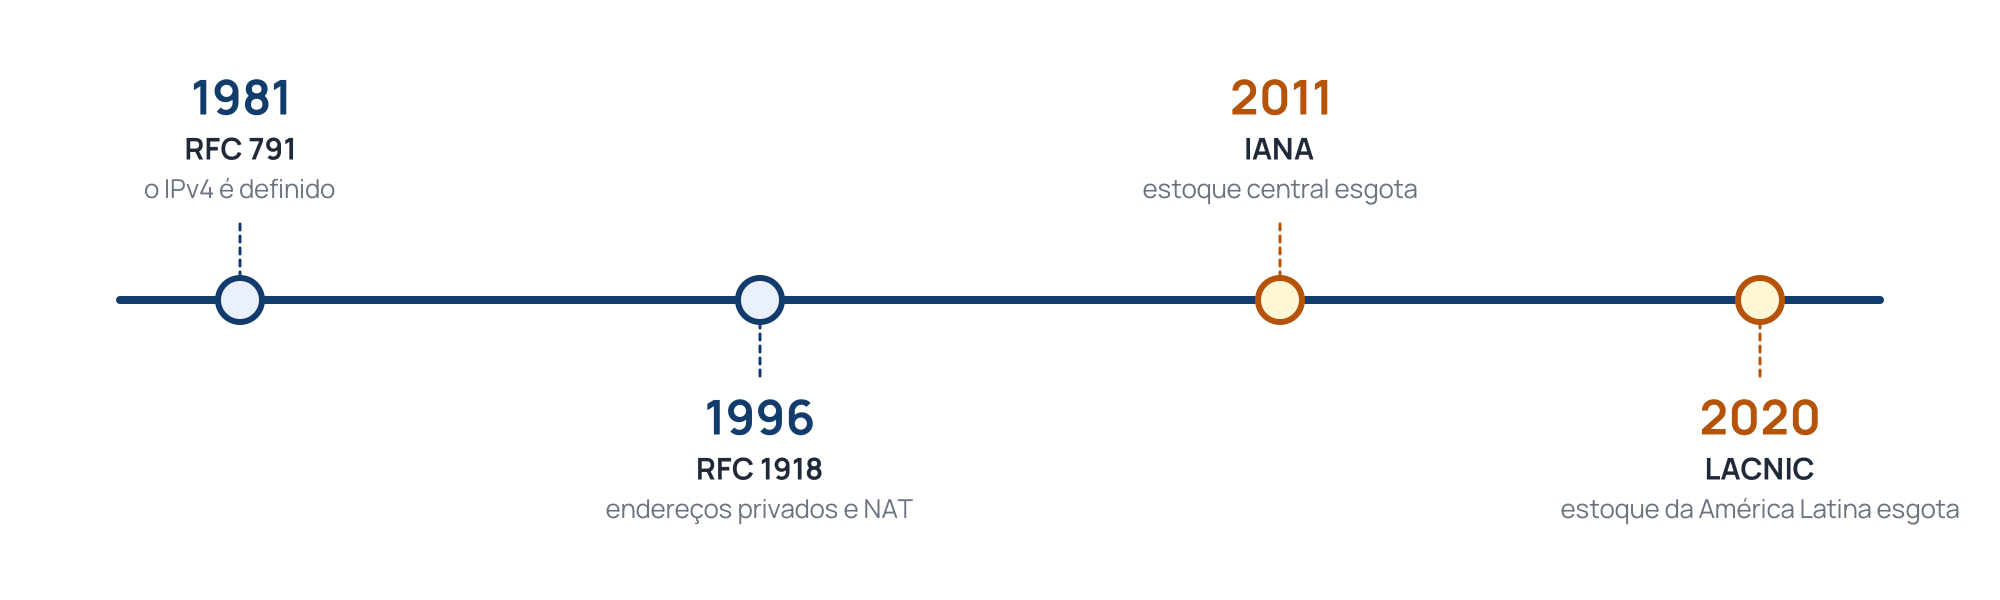 1981
RFC 791
o IPv4 é definido
1996
RFC 1918
endereços privados e NAT
2011
IANA
estoque central esgota
2020
LACNIC
estoque da América Latina esgota